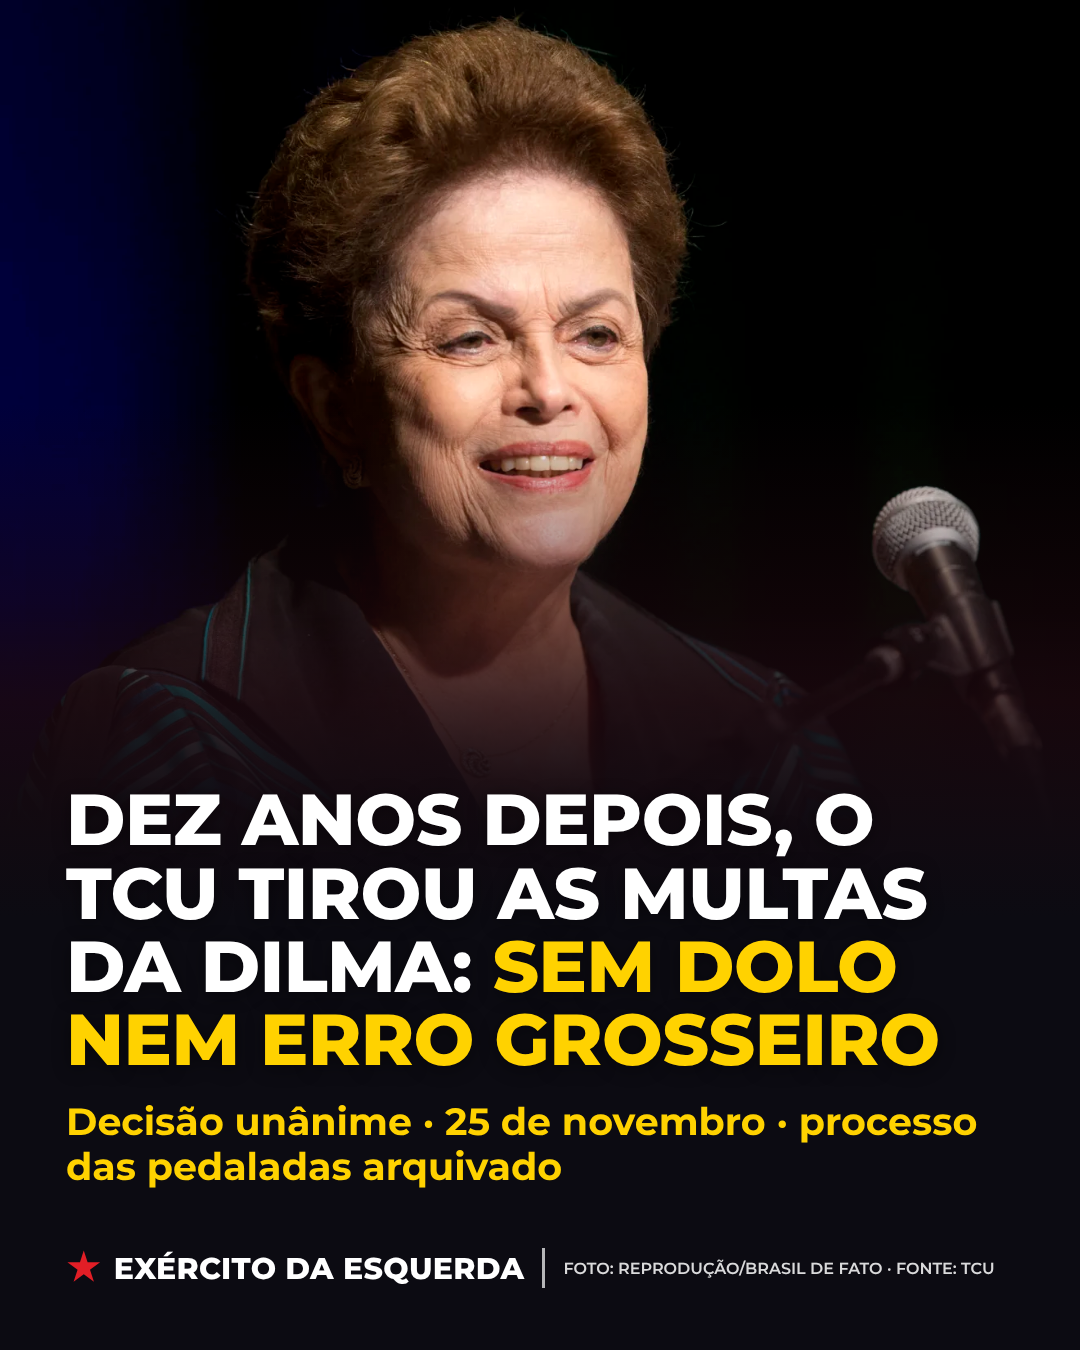 DEZ ANOS DEPOIS, O
TCU TIROU AS MULTAS
DA DILMA: SEM DOLO
NEM ERRO GROSSEIRO
Decisão unânime · 25 de novembro · processo
das pedaladas arquivado
EXÉRCITO DA ESQUERDA
FOTO: REPRODUÇÃO/BRASIL DE FATO · FONTE: TCU